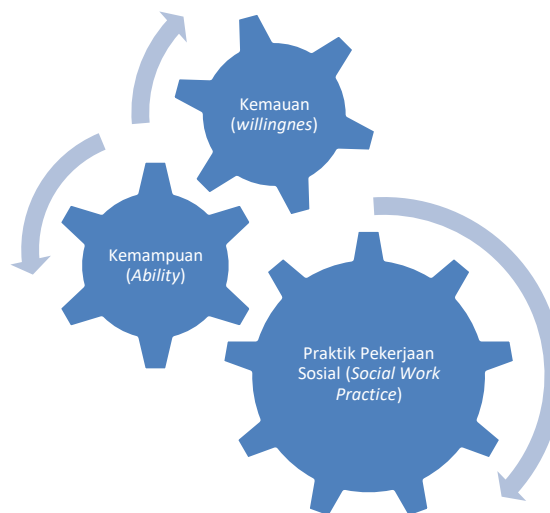 Kemauan
(willingnes)
Kemampuan
(Ability)
Praktik Pekerjaan
Sosial (Social Work
Practice)